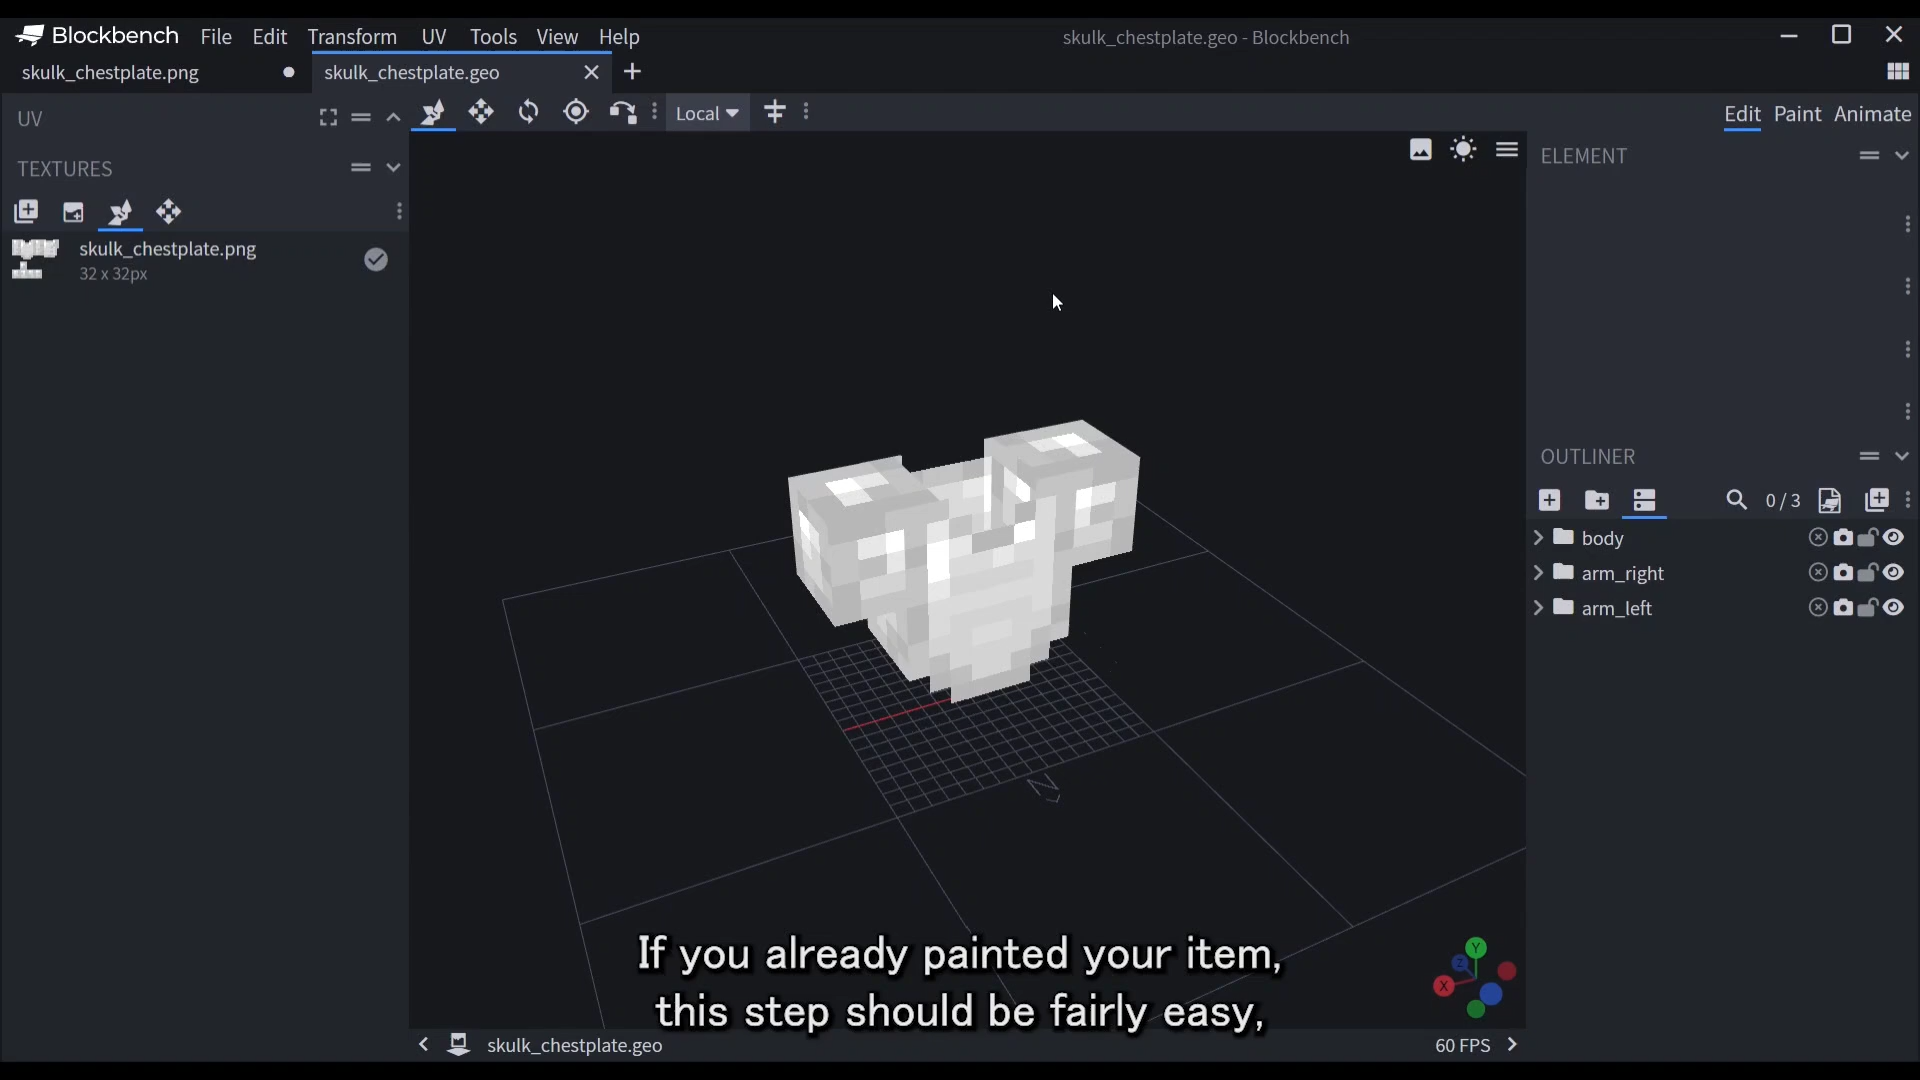 Blockbench File Edit Transform UV Tools View Help
skulk_chestplate.geo - Blockbench
skulk_chestplate.png
skulk_chestplate.geo
UV
Local
Edit Paint Animate
TEXTURES
ELEMENT
skulk_chestplate.png
32 x 32px
OUTLINER
0 / 3
body
arm_right
arm_left
N
If you already painted your item,
this step should be fairly easy,
Y
Z
X
skulk_chestplate.geo
60 FPS